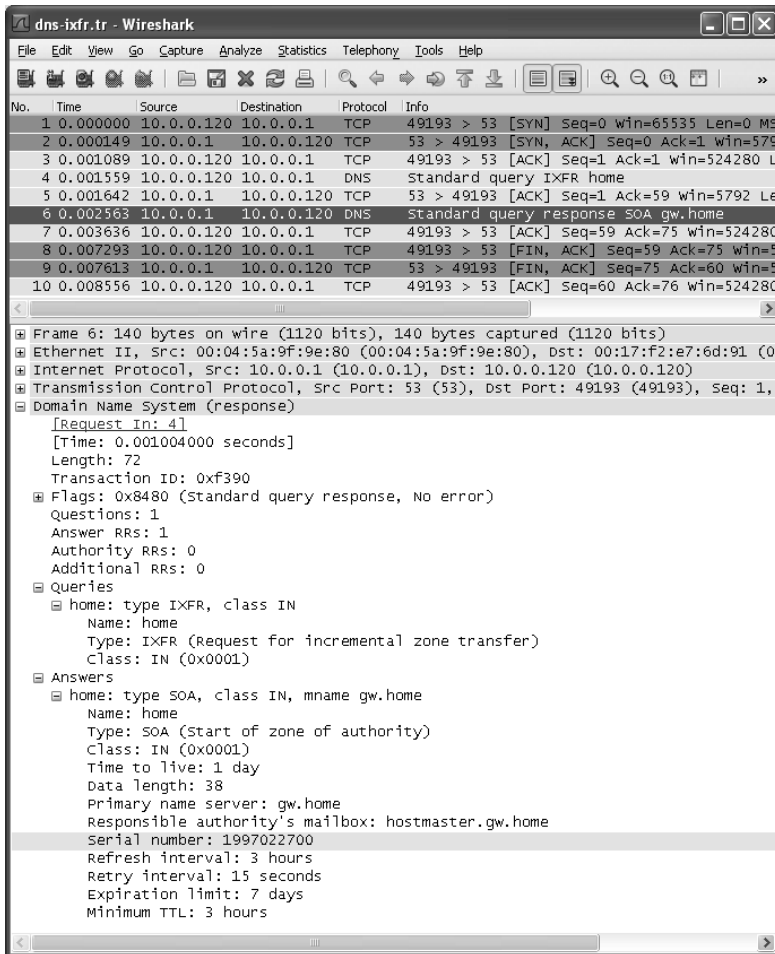 dns-ixfr.tr - Wireshark
File Edit View Go Capture Analyze Statistics Telephony Tools Help
No. Time Source Destination Protocol Info
1 0.000000 10.0.0.120 10.0.0.1 TCP 49193 > 53 [SYN] Seq=0 Win=65535 Len=0 MS
2 0.000149 10.0.0.1 10.0.0.120 TCP 53 > 49193 [SYN, ACK] Seq=0 Ack=1 Win=579
3 0.001089 10.0.0.120 10.0.0.1 TCP 49193 > 53 [ACK] Seq=1 Ack=1 Win=524280 L
4 0.001559 10.0.0.120 10.0.0.1 DNS Standard query IXFR home
5 0.001642 10.0.0.1 10.0.0.120 TCP 53 > 49193 [ACK] Seq=1 Ack=59 Win=5792 Le
6 0.002563 10.0.0.1 10.0.0.120 DNS Standard query response SOA gw.home
7 0.003636 10.0.0.120 10.0.0.1 TCP 49193 > 53 [ACK] Seq=59 Ack=75 Win=524280
8 0.007293 10.0.0.120 10.0.0.1 TCP 49193 > 53 [FIN, ACK] Seq=59 Ack=75 Win=5
9 0.007613 10.0.0.1 10.0.0.120 TCP 53 > 49193 [FIN, ACK] Seq=75 Ack=60 Win=5
10 0.008556 10.0.0.120 10.0.0.1 TCP 49193 > 53 [ACK] Seq=60 Ack=76 Win=524280
Frame 6: 140 bytes on wire (1120 bits), 140 bytes captured (1120 bits)
Ethernet II, Src: 00:04:5a:9f:9e:80 (00:04:5a:9f:9e:80), Dst: 00:17:f2:e7:6d:91 (0
Internet Protocol, Src: 10.0.0.1 (10.0.0.1), Dst: 10.0.0.120 (10.0.0.120)
Transmission Control Protocol, Src Port: 53 (53), Dst Port: 49193 (49193), Seq: 1,
Domain Name System (response)
[Request In: 4]
[Time: 0.001004000 seconds]
Length: 72
Transaction ID: 0xf390
Flags: 0x8480 (Standard query response, No error)
Questions: 1
Answer RRs: 1
Authority RRs: 0
Additional RRs: 0
Queries
home: type IXFR, class IN
Name: home
Type: IXFR (Request for incremental zone transfer)
Class: IN (0x0001)
Answers
home: type SOA, class IN, mname gw.home
Name: home
Type: SOA (Start of zone of authority)
Class: IN (0x0001)
Time to live: 1 day
Data length: 38
Primary name server: gw.home
Responsible authority's mailbox: hostmaster.gw.home
Serial number: 1997022700
Refresh interval: 3 hours
Retry interval: 15 seconds
Expiration limit: 7 days
Minimum TTL: 3 hours